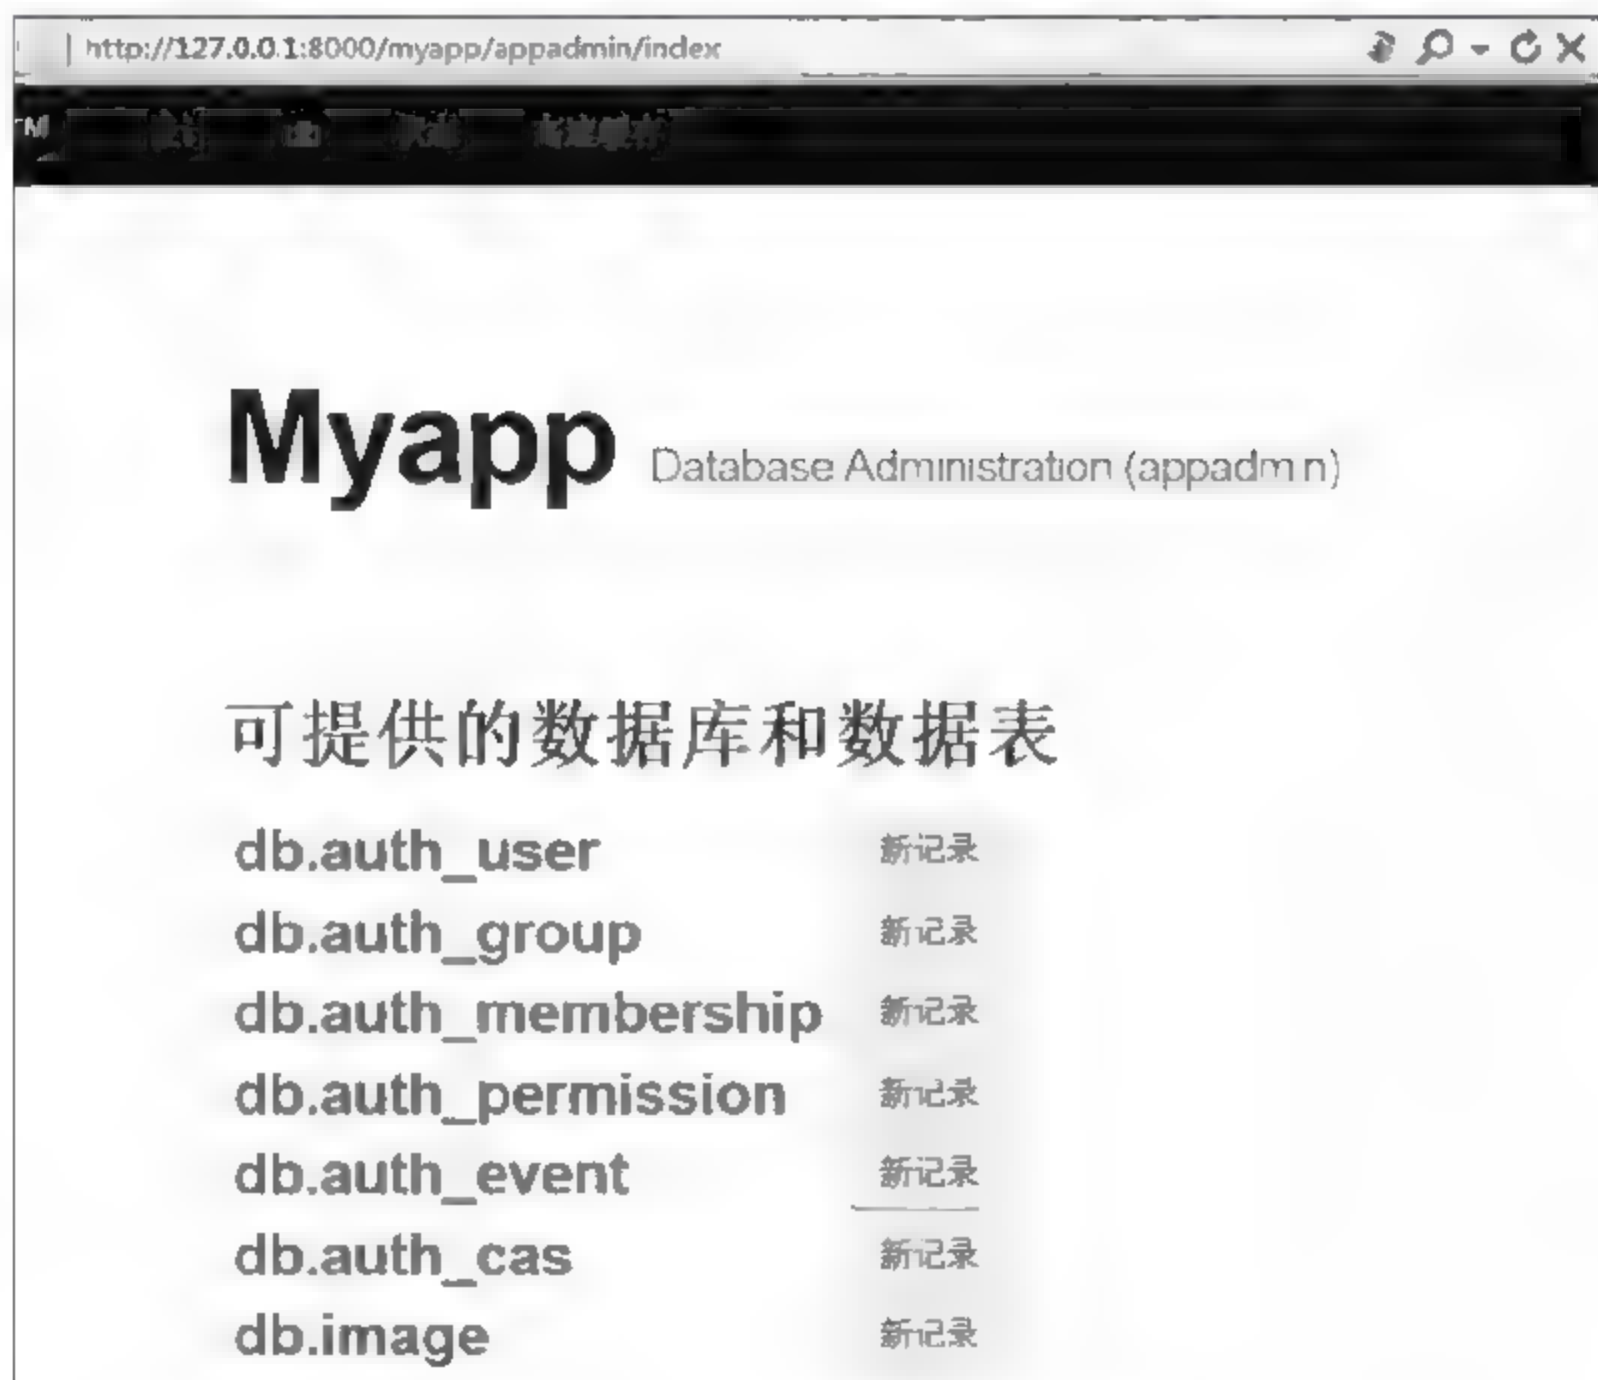 http://127.0.0.1:8000/myapp/appadmin/index
Myapp Database Administration (appadmin)
可提供的数据库和数据表
db.auth_user 新记录
db.auth_group 新记录
db.auth_membership 新记录
db.auth_permission 新记录
db.auth_event 新记录
db.auth_cas 新记录
db.image 新记录